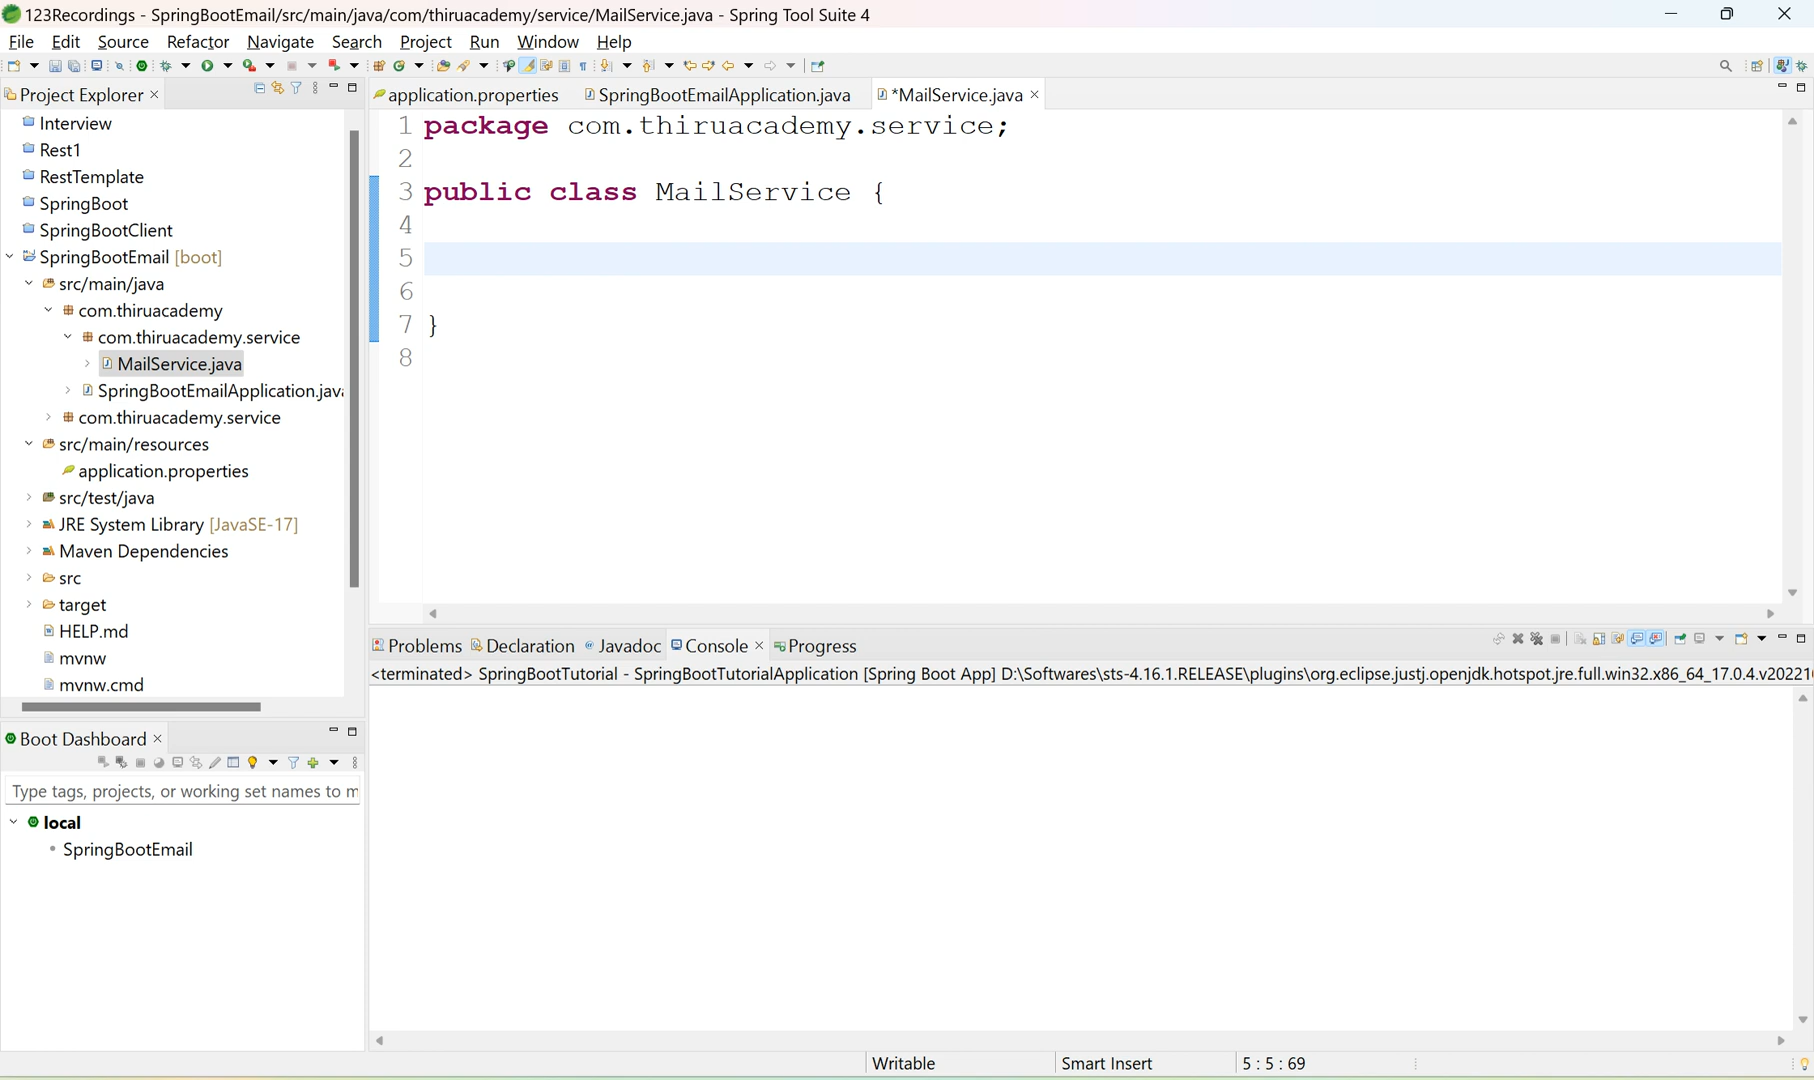 123Recordings - SpringBootEmail/src/main/java/com/thiruacademy/service/MailService.java - Spring Tool Suite 4
File Edit Source Refactor Navigate Search Project Run Window Help
Project Explorer
Interview
Rest1
RestTemplate
SpringBoot
SpringBootClient
SpringBootEmail [boot]
src/main/java
com.thiruacademy
com.thiruacademy.service
MailService.java
SpringBootEmailApplication.java
com.thiruacademy.service
src/main/resources
application.properties
src/test/java
JRE System Library [JavaSE-17]
Maven Dependencies
src
target
HELP.md
mvnw
mvnw.cmd
application.properties SpringBootEmailApplication.java *MailService.java
1 package com.thiruacademy.service;
2
3 public class MailService {
4
5
6
7 }
8
Problems Declaration Javadoc Console Progress
<terminated> SpringBootTutorial - SpringBootTutorialApplication [Spring Boot App] D:\Softwares\sts-4.16.1.RELEASE\plugins\org.eclipse.justj.openjdk.hotspot.jre.full.win32.x86_64_17.0.4.v20221
Boot Dashboard
Type tags, projects, or working set names to m
local
SpringBootEmail
Writable Smart Insert 5 : 5 : 69